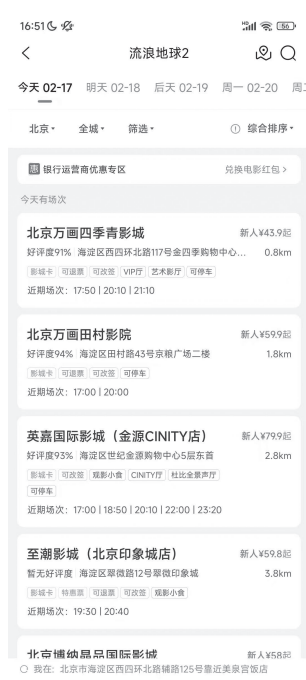 16:51
56
流浪地球2
今天 02-17 明天 02-18 后天 02-19 周一 02-20 周
北京 全城 筛选 综合排序
惠 银行运营商优惠专区 兑换电影红包 >
今天有场次
北京万画四季青影城 新人¥43.9起
好评度91% 海淀区西四环北路117号金四季购物中心... 0.8km
影城卡 可退票 可改签 VIP厅 艺术影厅 可停车
近期场次: 17:50 | 20:10 | 21:10
北京万画田村影院 新人¥59.9起
好评度94% 海淀区田村路43号京粮广场二楼 1.8km
影城卡 可退票 可改签 可停车
近期场次: 17:00 | 20:00
英嘉国际影城（金源CINITY店） 新人¥79.9起
好评度93% 海淀区世纪金源购物中心5层东首 2.8km
影城卡 可改签 观影小食 CINITY厅 杜比全景声厅
可停车
近期场次: 17:00 | 18:50 | 20:10 | 22:00 | 23:20
至潮影城（北京印象城店） 新人¥59.8起
暂无好评度 海淀区翠微路12号翠微印象城 3.8km
影城卡 特惠票 可退票 可改签 观影小食
近期场次: 19:30 | 20:40
北京博纳晶品国际影城 新人¥58起
我在: 北京市海淀区西四环北路辅路125号靠近美泉宫饭店